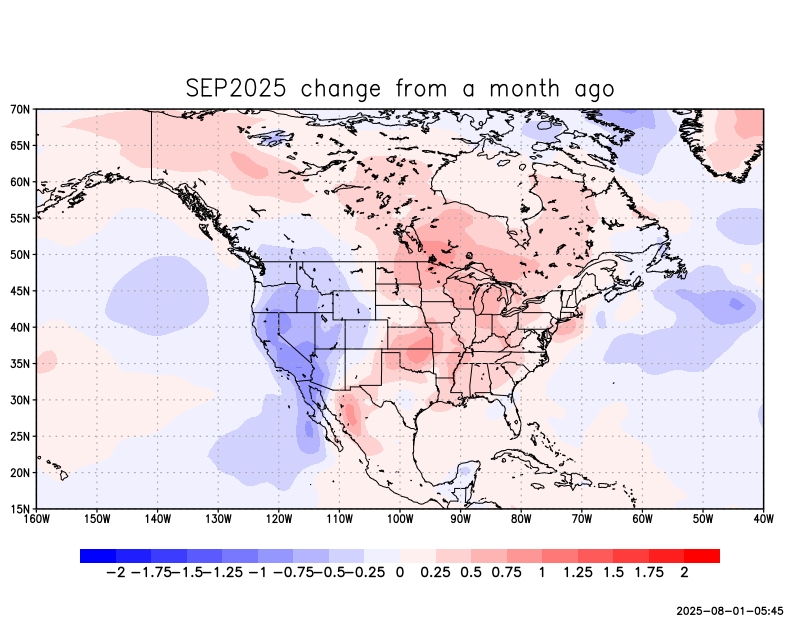 SEP2025 change from a month ago
70N
65N
60N
55N
50N
45N
40N
35N
30N
25N
20N
15N
160W 150W 140W 130W 120W 110W 100W 90W 80W 70W 60W 50W 40W
−2 −1.75 −1.5 −1.25 −1 −0.75 −0.5 −0.25 0 0.25 0.5 0.75 1 1.25 1.5 1.75 2
2025-08-01-05:45